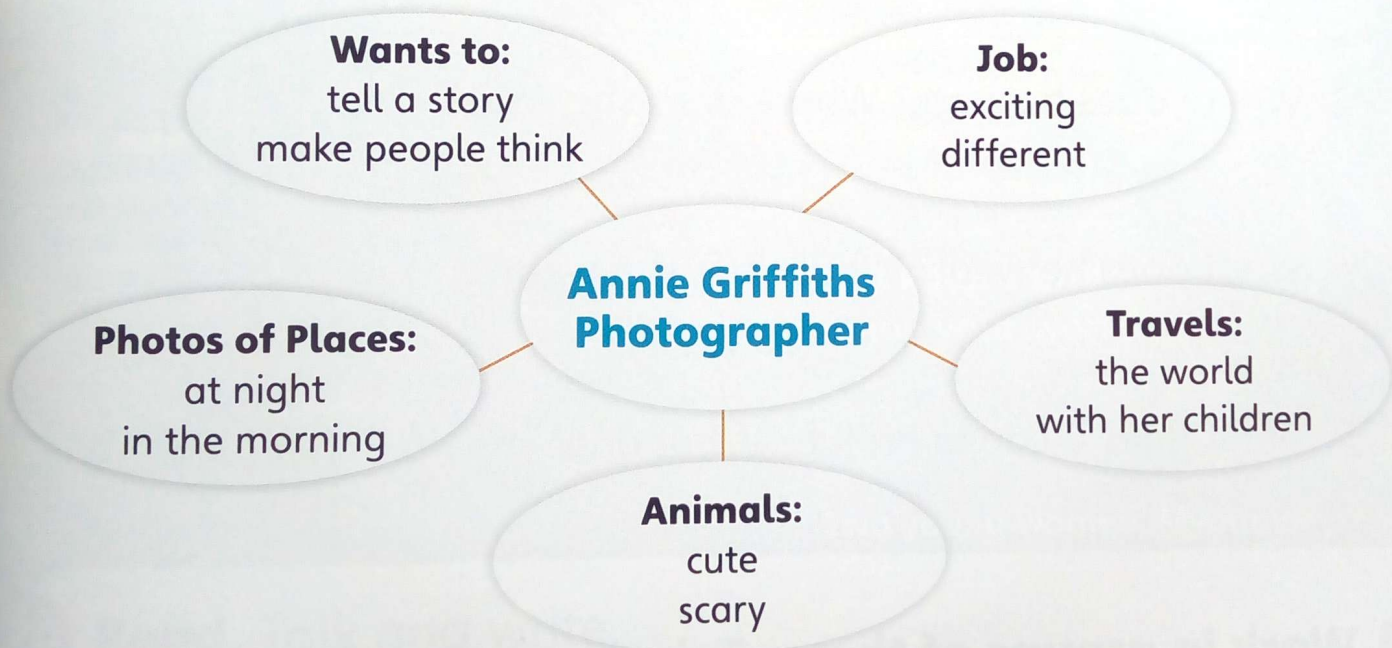 Wants to:
tell a story
make people think
Job:
exciting
different
Annie Griffiths
Photographer
Photos of Places:
at night
in the morning
Travels:
the world
with her children
Animals:
cute
scary